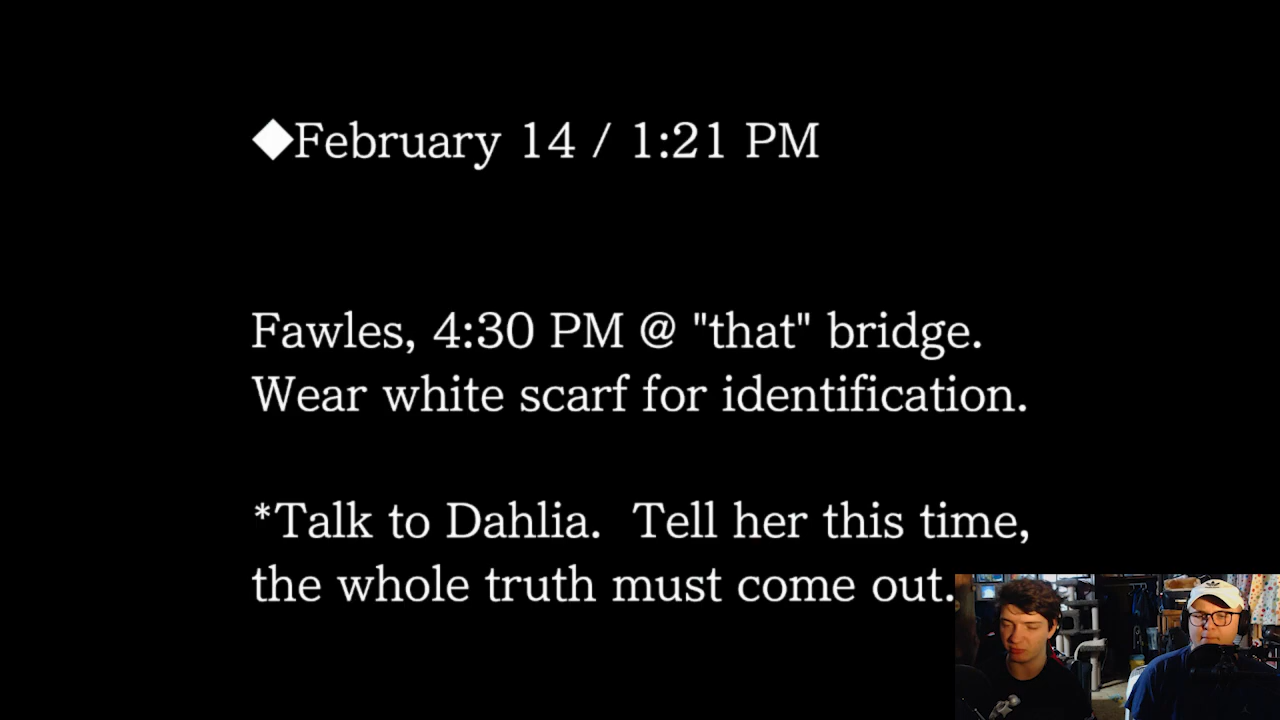 ◆February 14 / 1:21 PM
Fawles, 4:30 PM @ "that" bridge.
Wear white scarf for identification.
*Talk to Dahlia.  Tell her this time,
the whole truth must come out.